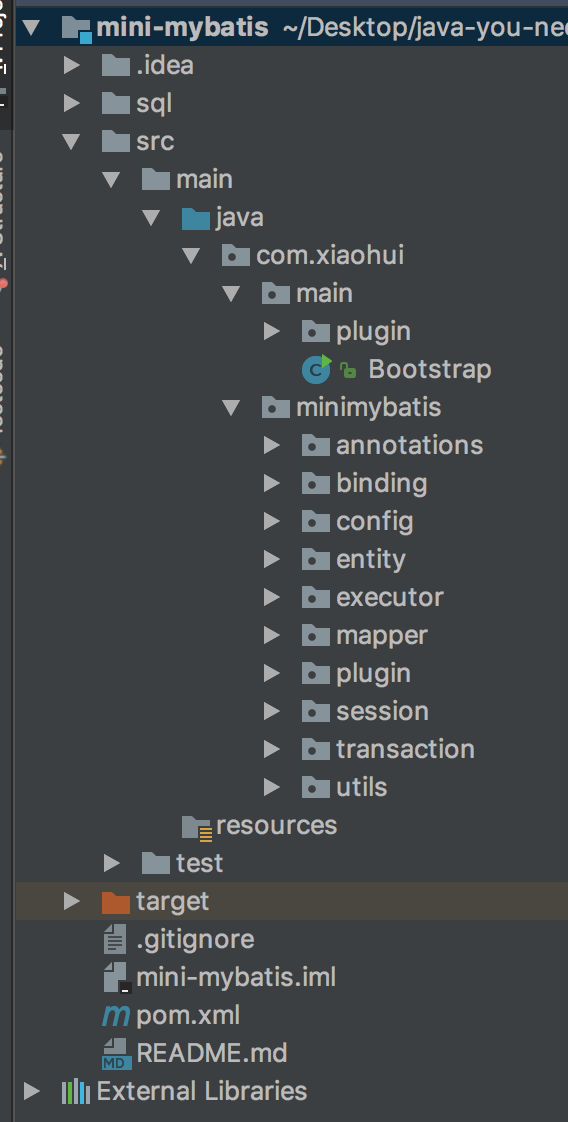 mini-mybatis ~/Desktop/java-you-nee
.idea
sql
src
main
java
com.xiaohui
main
plugin
C Bootstrap
minimybatis
annotations
binding
config
entity
executor
mapper
plugin
session
transaction
utils
resources
test
target
.gitignore
mini-mybatis.iml
m pom.xml
MD README.md
External Libraries